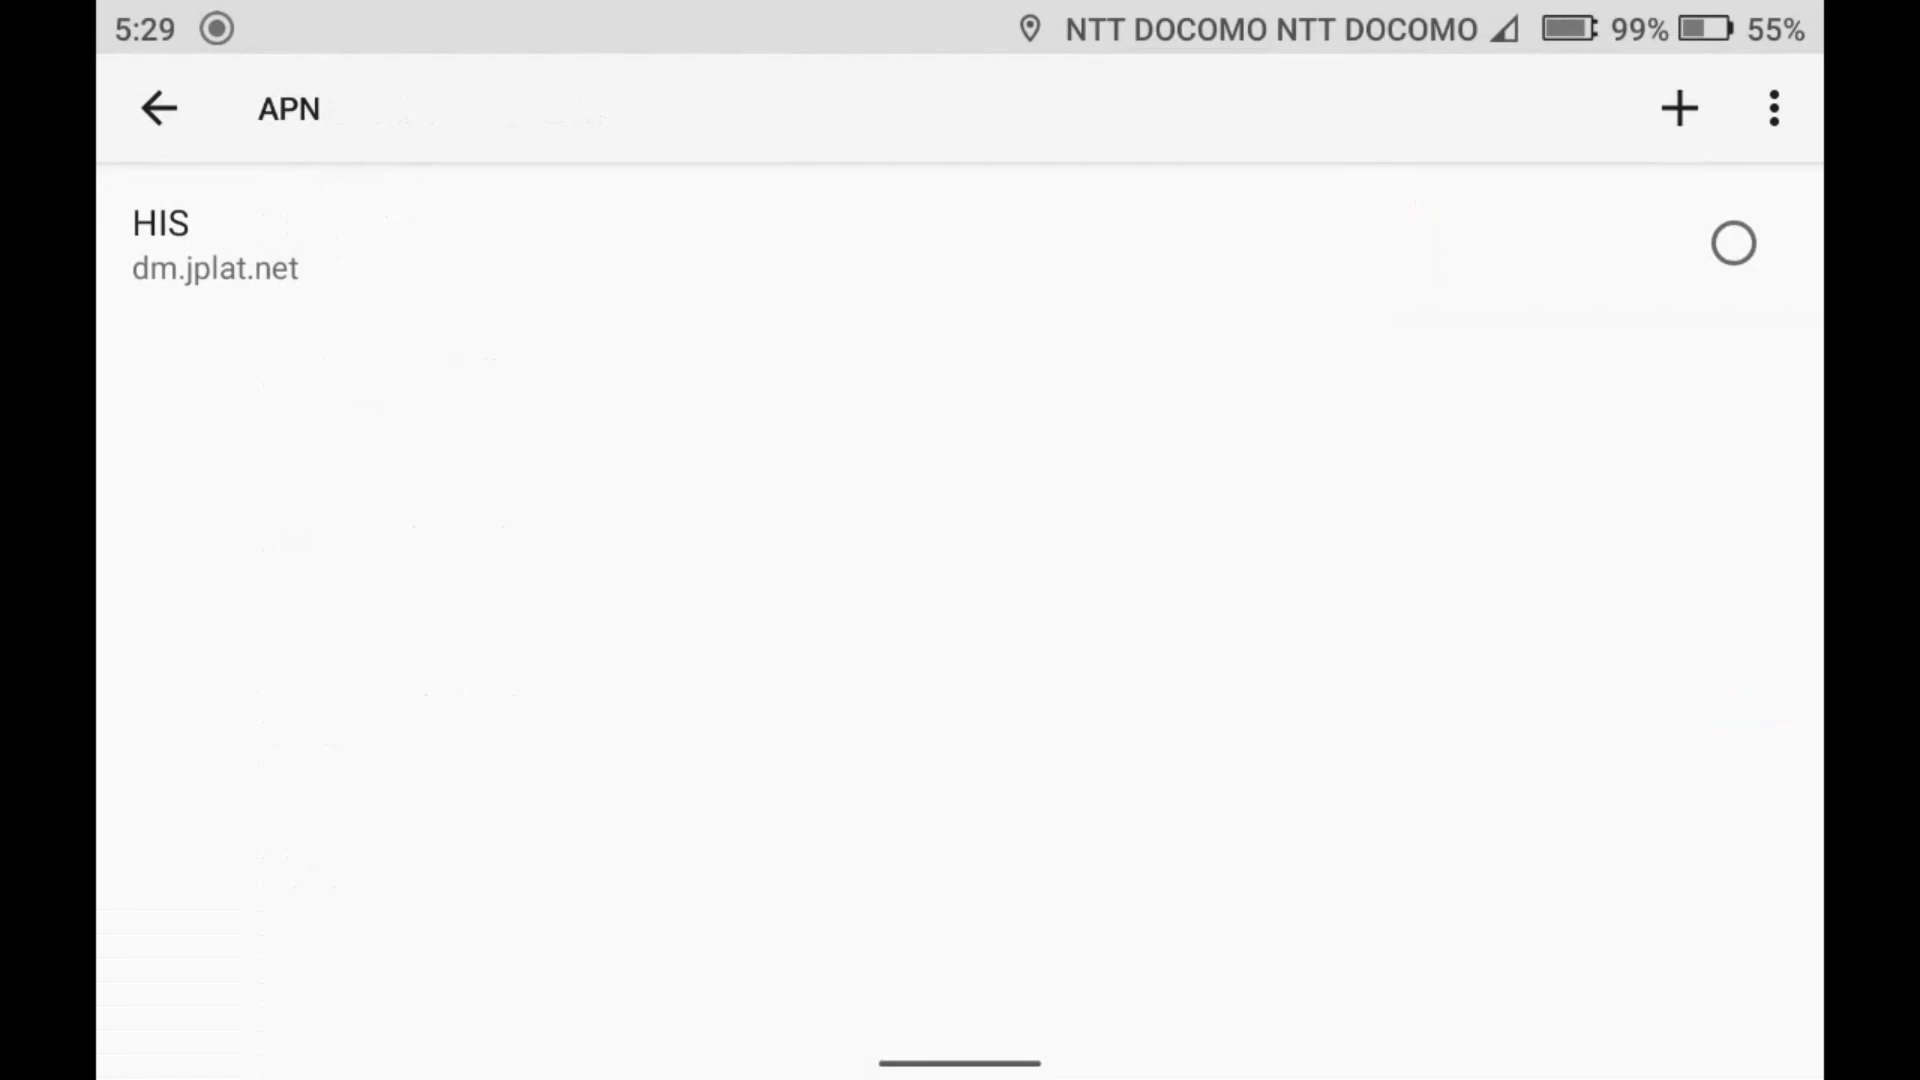 5:29 NTT DOCOMO NTT DOCOMO 99% 55%
APN
HIS
dm.jplat.net